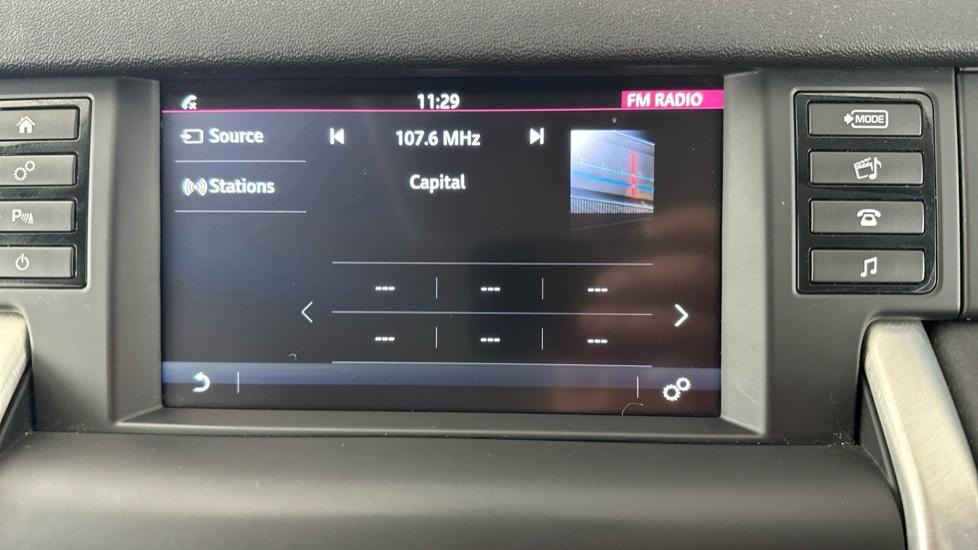 11:29
FM RADIO
Source
107.6 MHz
MODE
Stations
Capital
P
--- --- ---
--- --- ---